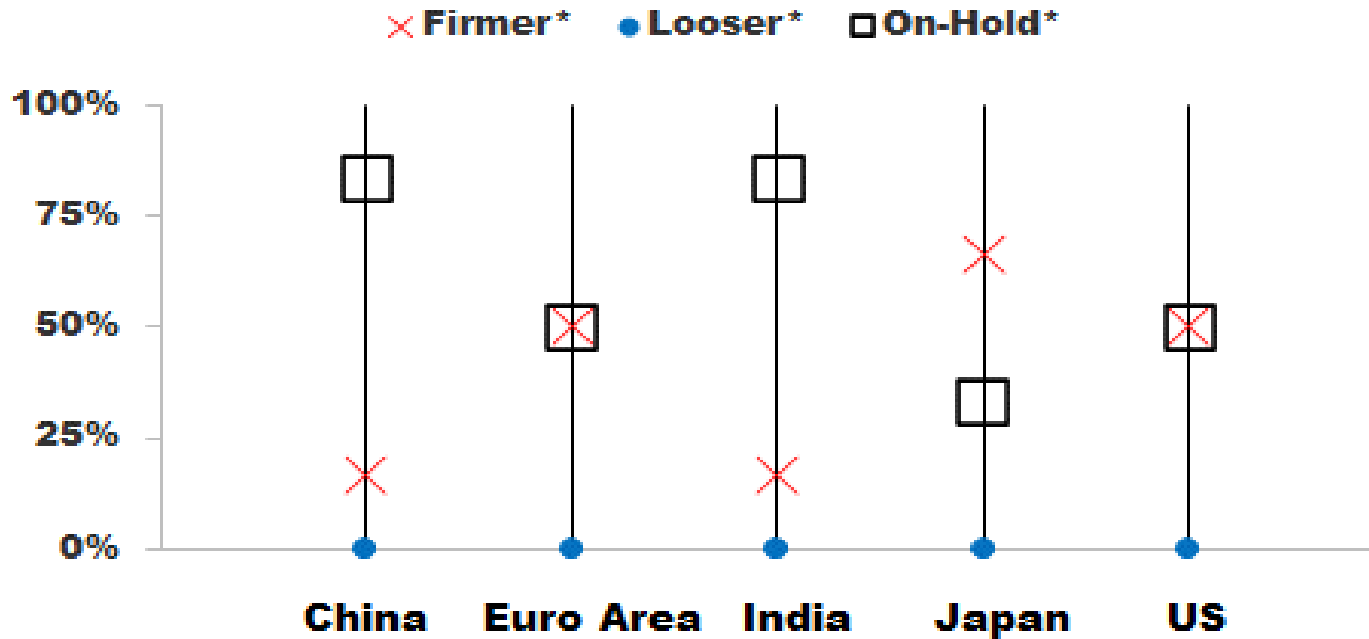 Firmer* Looser* On-Hold*
100%
75%
50%
25%
0%
China Euro Area India Japan US